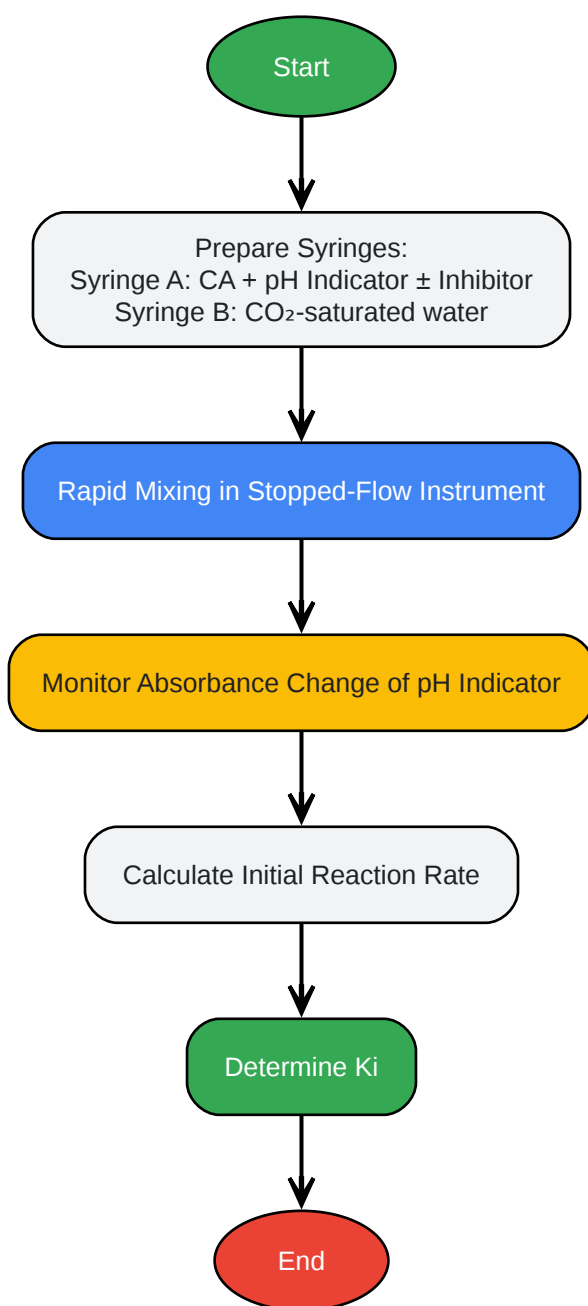 Start
Prepare Syringes:
Syringe A: CA + pH Indicator ± Inhibitor
Syringe B: CO₂-saturated water
Rapid Mixing in Stopped-Flow Instrument
Monitor Absorbance Change of pH Indicator
Calculate Initial Reaction Rate
Determine Ki
End